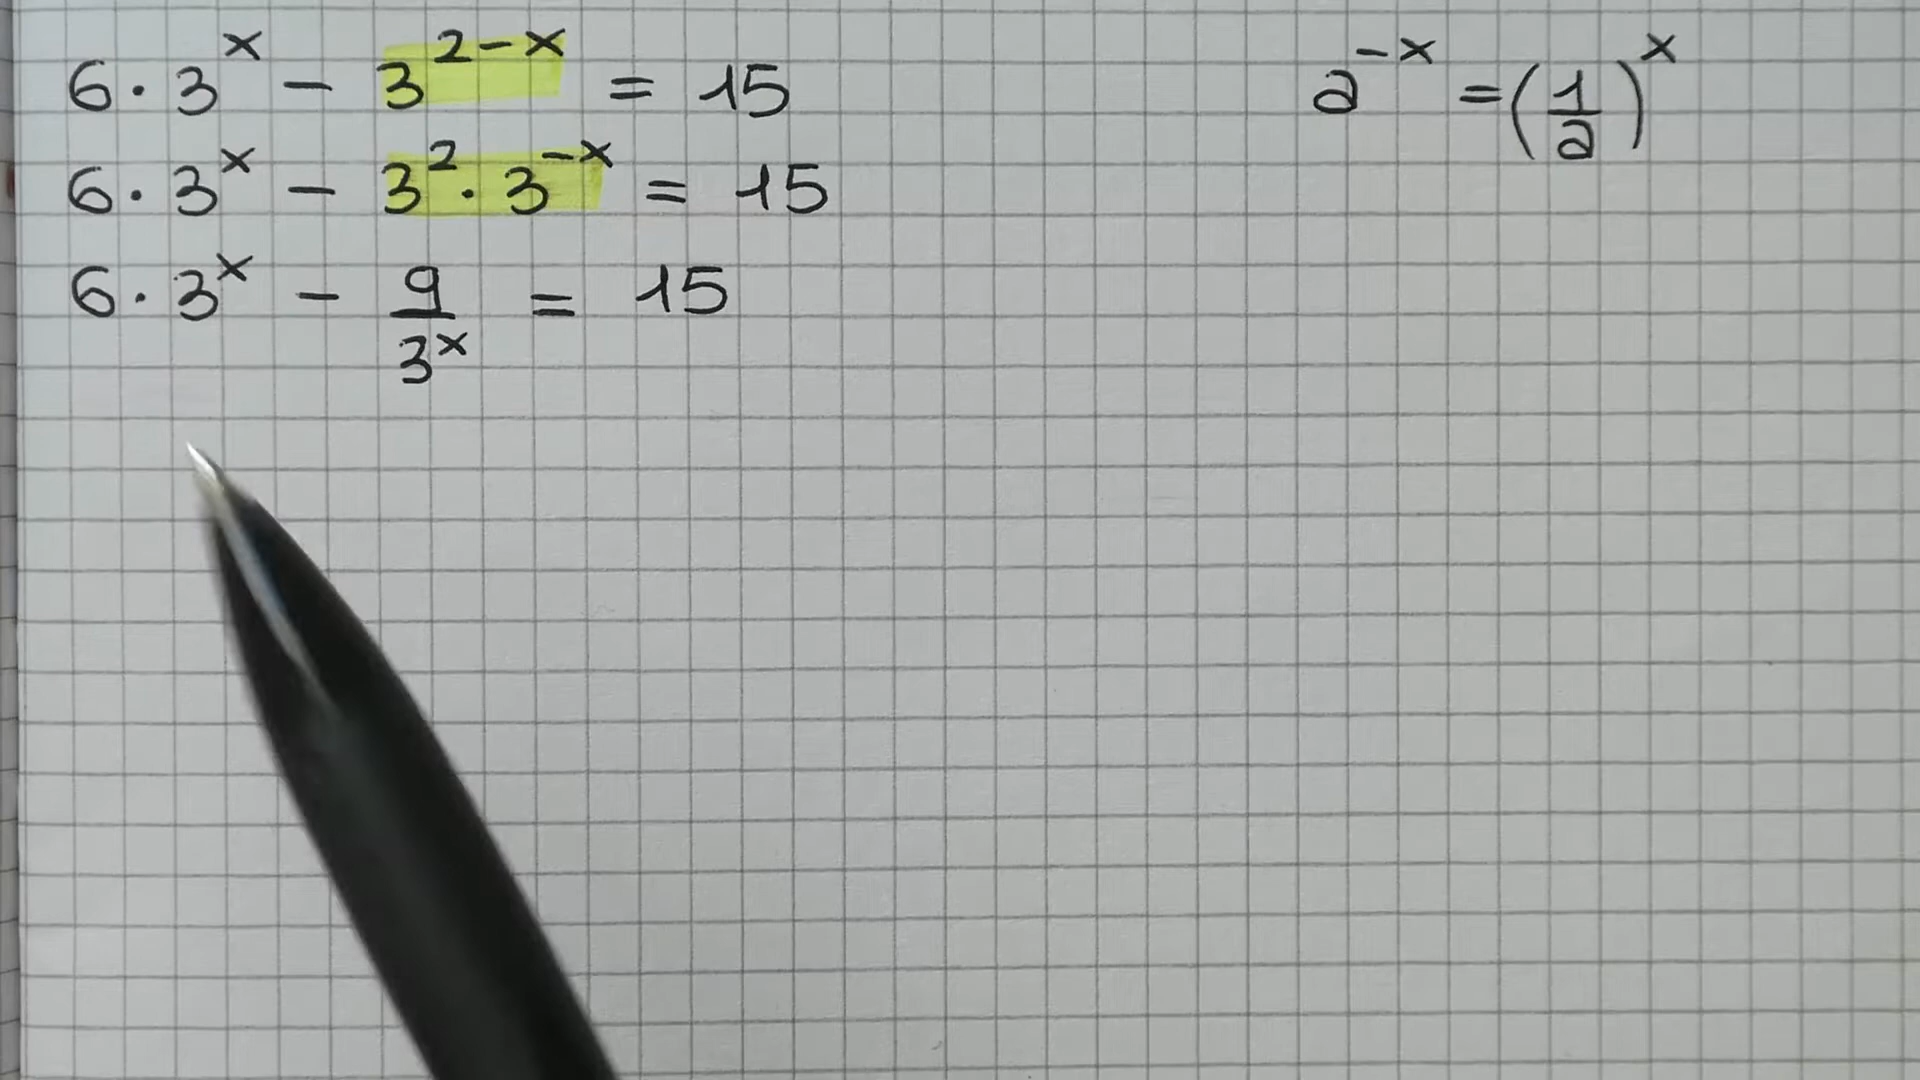 6 · 3^x − 3^(2−x) = 15
6 · 3^x − 3^2 · 3^(−x) = 15
6 · 3^x − 9/3^x = 15
a^(−x) = (1/a)^x